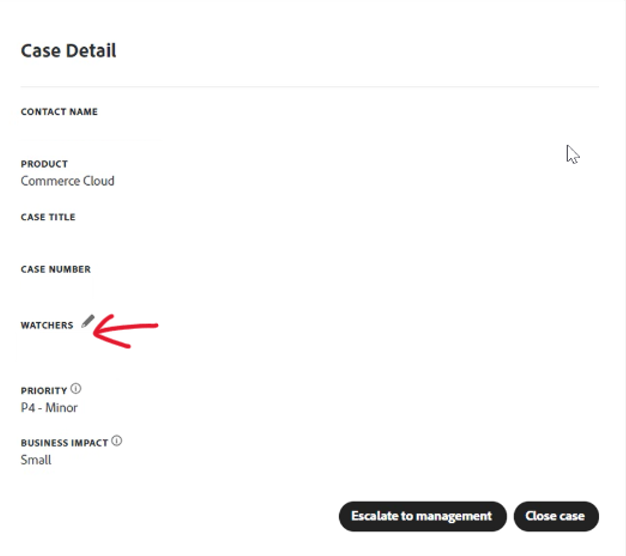 Case Detail
CONTACT NAME
PRODUCT
Commerce Cloud
CASE TITLE
CASE NUMBER
WATCHERS
PRIORITY
P4 - Minor
BUSINESS IMPACT
Small
Escalate to management Close case